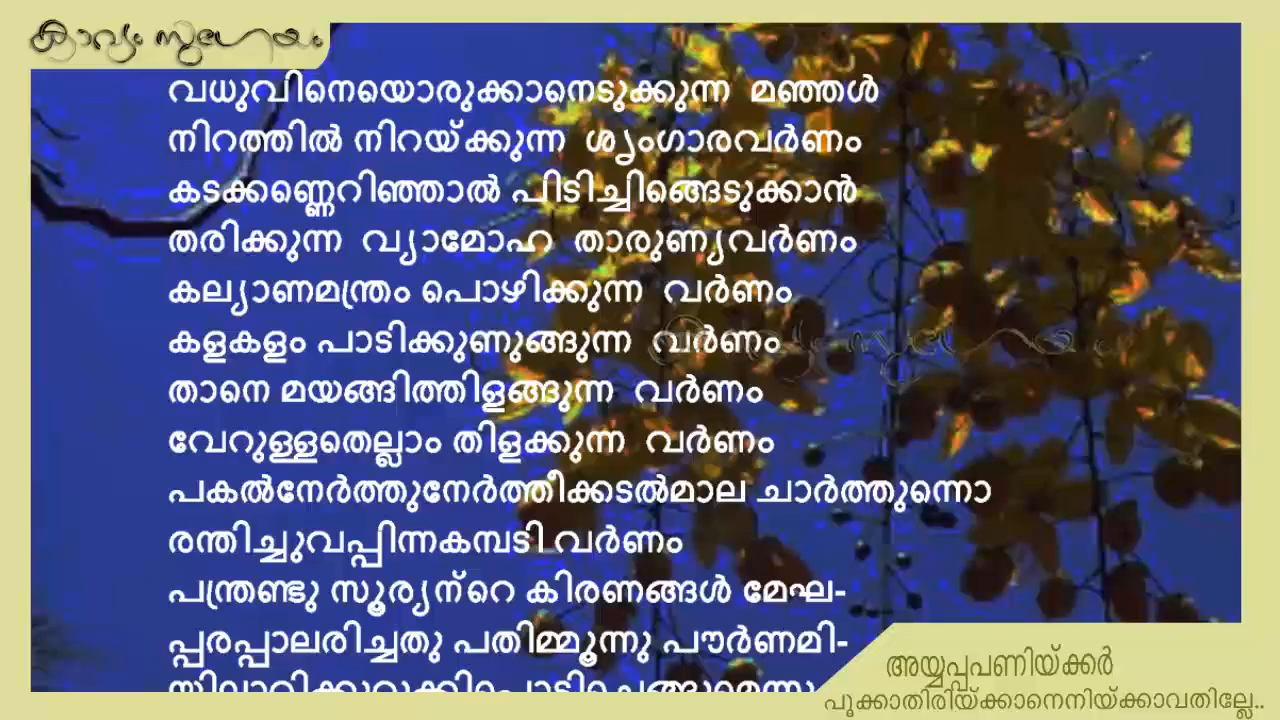 കാവ്യം സുഗേയം
വധുവിനെയൊരുക്കാനെടുക്കുന്ന മഞ്ഞൾ
നിറത്തിൽ നിറയ്ക്കുന്ന ശൃംഗാരവർണം
കടക്കണ്ണെറിഞ്ഞാൽ പിടിച്ചിങ്ങെടുക്കാൻ
തരിക്കുന്ന വ്യാമോഹ താരുണ്യവർണം
കല്യാണമന്ത്രം പൊഴിക്കുന്ന വർണം
കളകളം പാടിക്കുണുങ്ങുന്ന വർണം
താനെ മയങ്ങിത്തിളങ്ങുന്ന വർണം
വേറുള്ളതെല്ലാം തിളക്കുന്ന വർണം
പകൽനേർത്തുനേർത്തീക്കടൽമാല ചാർത്തുന്നൊ
രന്തിച്ചുവപ്പിന്നകമ്പടി വർണം
പന്ത്രണ്ടു സൂര്യന്റെ കിരണങ്ങൾ മേഘ-
പ്പരപ്പാലരിച്ചതു പതിമ്മൂന്നു പൗർണമി-
അയ്യപ്പപണിയ്ക്കർ
പൂക്കാതിരിയ്ക്കാനെനിയ്ക്കാവതില്ലേ..